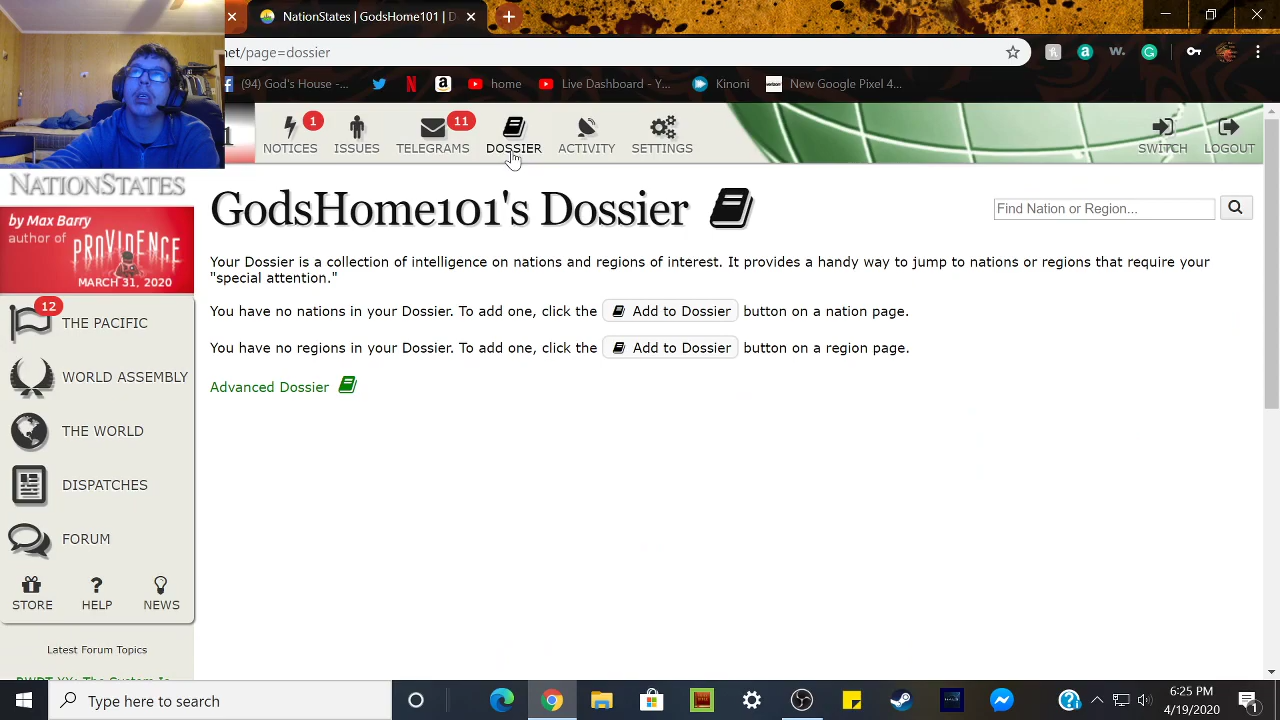 NationStates | GodsHome101 | D
net/page=dossier
(94) God's House -...
home
Live Dashboard - Y...
Kinoni
New Google Pixel 4...
1
NOTICES
1
ISSUES
TELEGRAMS
11
DOSSIER
ACTIVITY
SETTINGS
SWITCH
LOGOUT
NATIONSTATES
by Max Barry
author of
PROVIDENCE
MARCH 31, 2020
12
THE PACIFIC
WORLD ASSEMBLY
THE WORLD
DISPATCHES
FORUM
STORE
HELP
NEWS
Latest Forum Topics
GodsHome101's Dossier
Find Nation or Region...
Your Dossier is a collection of intelligence on nations and regions of interest. It provides a handy way to jump to nations or regions that require your
"special attention."
You have no nations in your Dossier. To add one, click the Add to Dossier button on a nation page.
You have no regions in your Dossier. To add one, click the Add to Dossier button on a region page.
Advanced Dossier
Type here to search
6:25 PM
4/19/2020
1